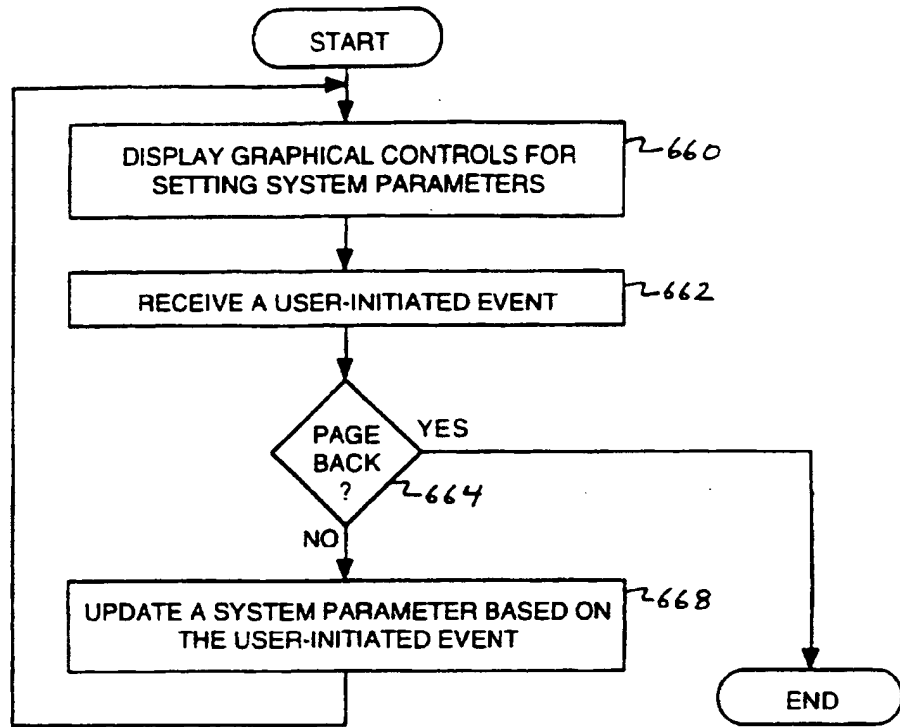 START
DISPLAY GRAPHICAL CONTROLS FOR
SETTING SYSTEM PARAMETERS
660
RECEIVE A USER-INITIATED EVENT
662
PAGE
BACK
?
YES
664
NO
UPDATE A SYSTEM PARAMETER BASED ON
THE USER-INITIATED EVENT
668
END